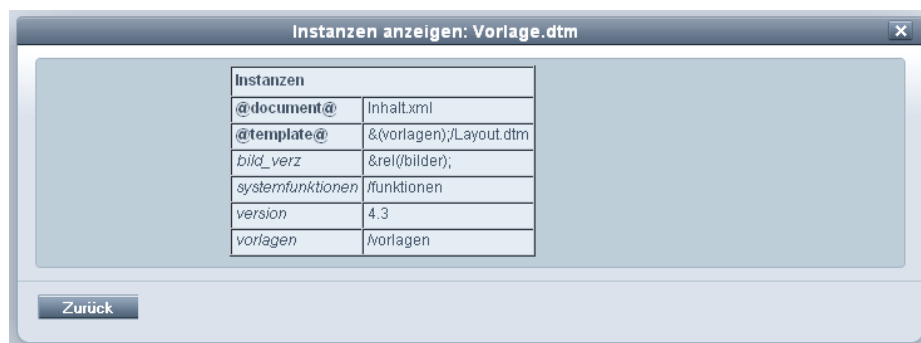 Instanzen anzeigen: Vorlage.dtm
Instanzen
@document@ Inhalt.xml
@template@ &(vorlagen);/Layout.dtm
bild_verz &rel(/bilder);
systemfunktionen /funktionen
version 4.3
vorlagen /vorlagen
Zurück